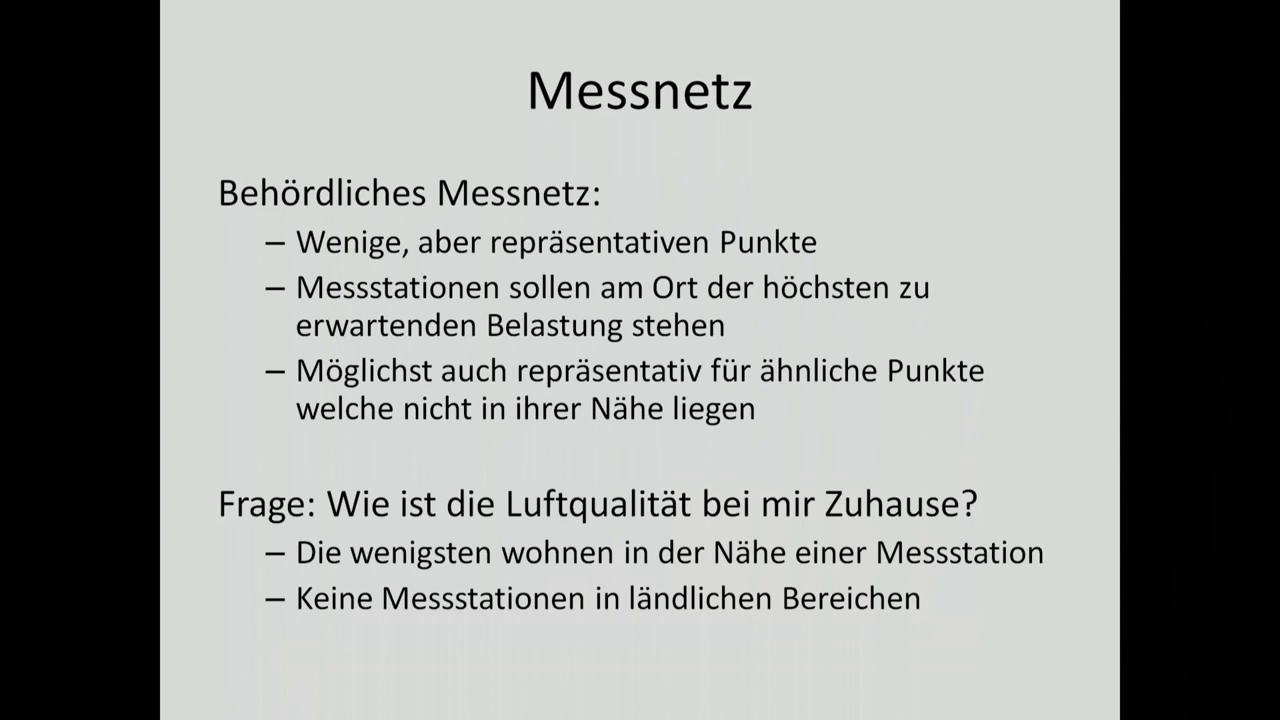 Messnetz
Behördliches Messnetz:
– Wenige, aber repräsentativen Punkte
– Messstationen sollen am Ort der höchsten zu
erwartenden Belastung stehen
– Möglichst auch repräsentativ für ähnliche Punkte
welche nicht in ihrer Nähe liegen
Frage: Wie ist die Luftqualität bei mir Zuhause?
– Die wenigsten wohnen in der Nähe einer Messstation
– Keine Messstationen in ländlichen Bereichen